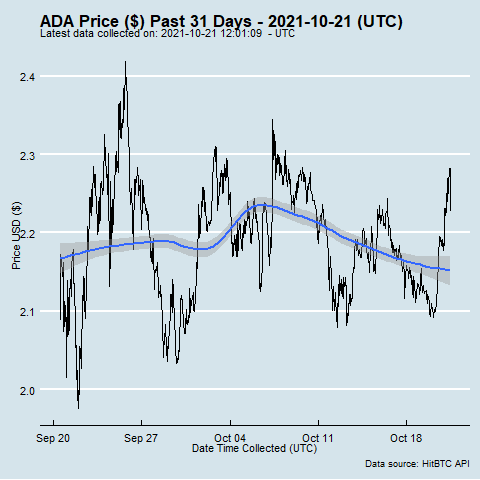 ADA Price ($) Past 31 Days - 2021-10-21 (UTC)
Latest data collected on: 2021-10-21 12:01:09  - UTC
2.4
2.3
2.2
2.1
2.0
Price USD ($)
Sep 20
Sep 27
Oct 04
Oct 11
Oct 18
Date Time Collected (UTC)
Data source: HitBTC API